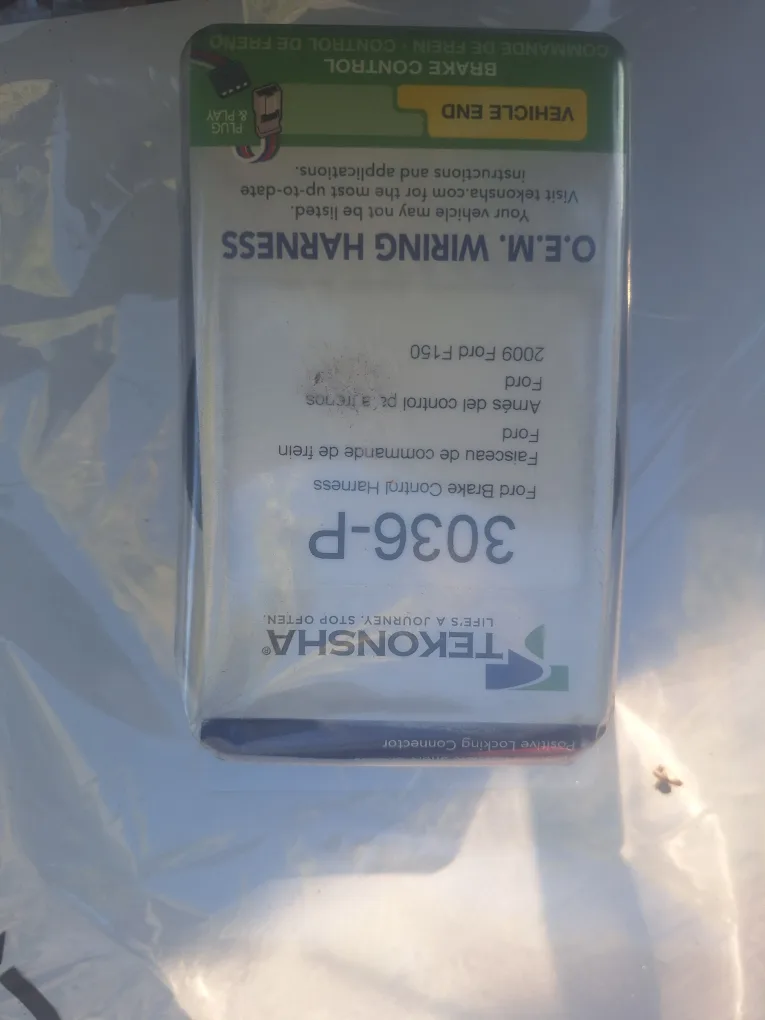 Positive Locking Connector
TEKONSHA®
LIFE'S A JOURNEY. STOP OFTEN.
3036-P
Ford Brake Control Harness
Faisceau de commande de frein
Ford
Arnés del control para frenos
Ford
2009 Ford F150
O.E.M. WIRING HARNESS
Your vehicle may not be listed.
Visit tekonsha.com for the most up-to-date
instructions and applications.
VEHICLE END
PLUG
& PLAY
BRAKE CONTROL
COMMANDE DE FREIN · CONTROL DE FRENO